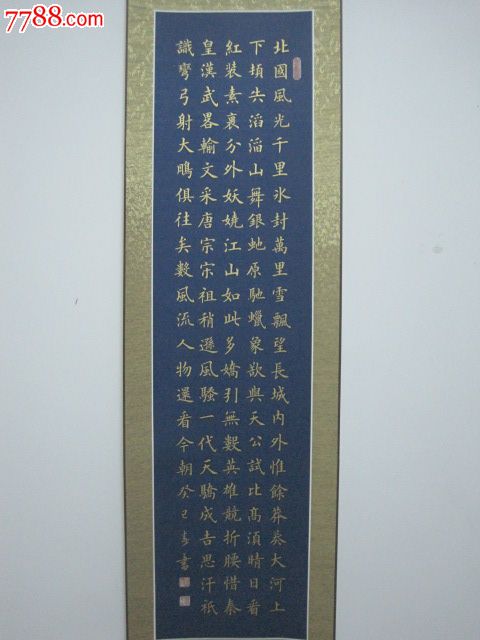 7788.com
北國風光千里冰封萬里雪飄望長城內外惟餘莽莽大河上
下頓失滔滔山舞銀虵原馳蠟象欲與天公試比高須晴日看
紅裝素裹分外妖嬈江山如此多嬌引無數英雄競折腰惜秦
皇漢武畧輸文采唐宗宋祖稍遜風騷一代天驕成吉思汗祇
識彎弓射大鵰俱往矣數風流人物還看今朝癸巳春書